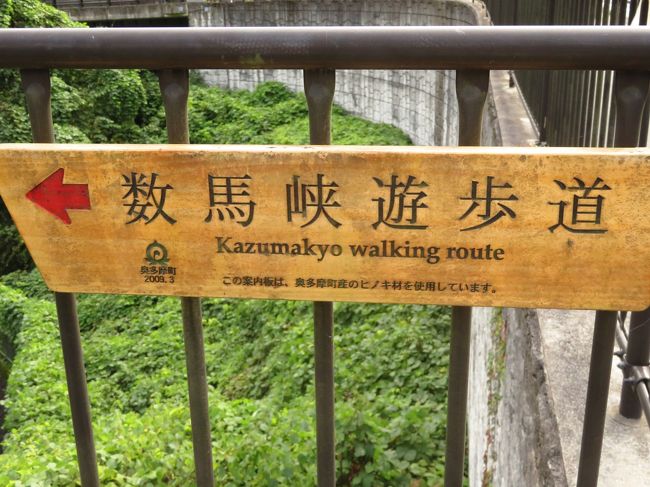 数馬峡遊歩道
Kazumakyo walking route
奥多摩町
2009.3
この案内板は、奥多摩町産のヒノキ材を使用しています。